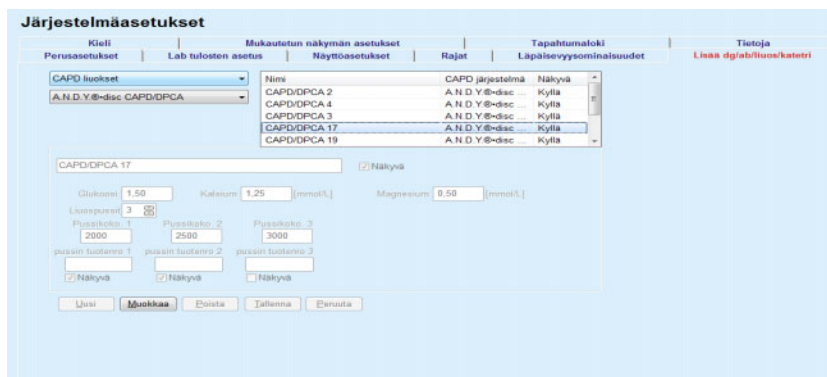 Järjestelmäasetukset
Kieli | Mukautetun näkymän asetukset | Tapahtumaloki | Tietoja
Perusasetukset | Lab tulosten asetus | Näyttöasetukset | Rajat | Läpäisevyysominaisuudet | Lisää dg/ab/liuos/katetri
CAPD liuokset
A.N.D.Y.®-disc CAPD/DPCA
Nimi CAPD järjestelmä Näkyvä
CAPD/DPCA 2 A.N.D.Y.®-disc ... Kyllä
CAPD/DPCA 4 A.N.D.Y.®-disc ... Kyllä
CAPD/DPCA 3 A.N.D.Y.®-disc ... Kyllä
CAPD/DPCA 17 A.N.D.Y.®-disc ... Kyllä
CAPD/DPCA 19 A.N.D.Y.®-disc ... Kyllä
CAPD/DPCA 17 Näkyvä
Glukoosi 1,50 Kalsium 1,25 [mmol/L] Magnesium 0,50 [mmol/L]
Liuospussit 3
Pussikoko. 1 Pussikoko. 2 Pussikoko. 3
2000 2500 3000
pussin tuotenro 1 pussin tuotenro 2 pussin tuotenro 3
Näkyvä Näkyvä Näkyvä
Uusi Muokkaa Poista Tallenna Peruuta